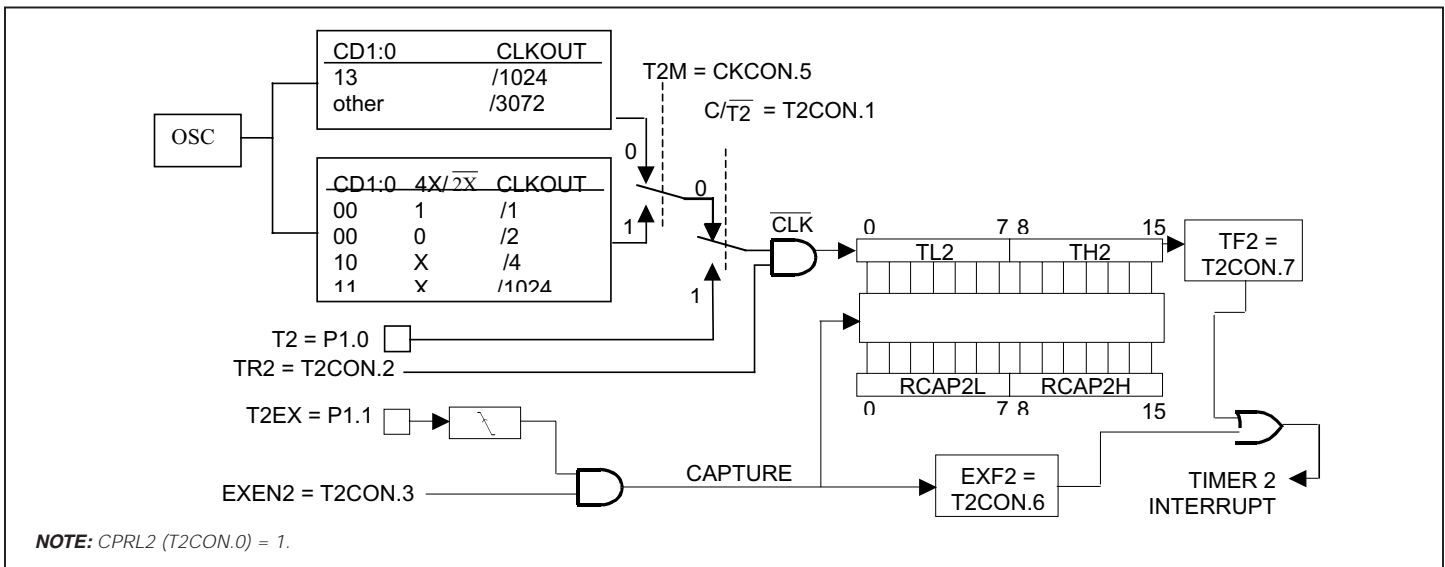 CD1:0 CLKOUT
13 /1024
other /3072
T2M = CKCON.5
C/T2 = T2CON.1
OSC
0
CD1:0 4X/2X CLKOUT
00 1 /1
00 0 /2
10 X /4
11 X /1024
1
0
1
CLK
0 7 8 15
TL2 TH2
TF2 =
T2CON.7
T2 = P1.0
TR2 = T2CON.2
RCAP2L RCAP2H
0 7 8 15
T2EX = P1.1
CAPTURE
EXF2 =
T2CON.6
TIMER 2
INTERRUPT
EXEN2 = T2CON.3
NOTE: CPRL2 (T2CON.0) = 1.